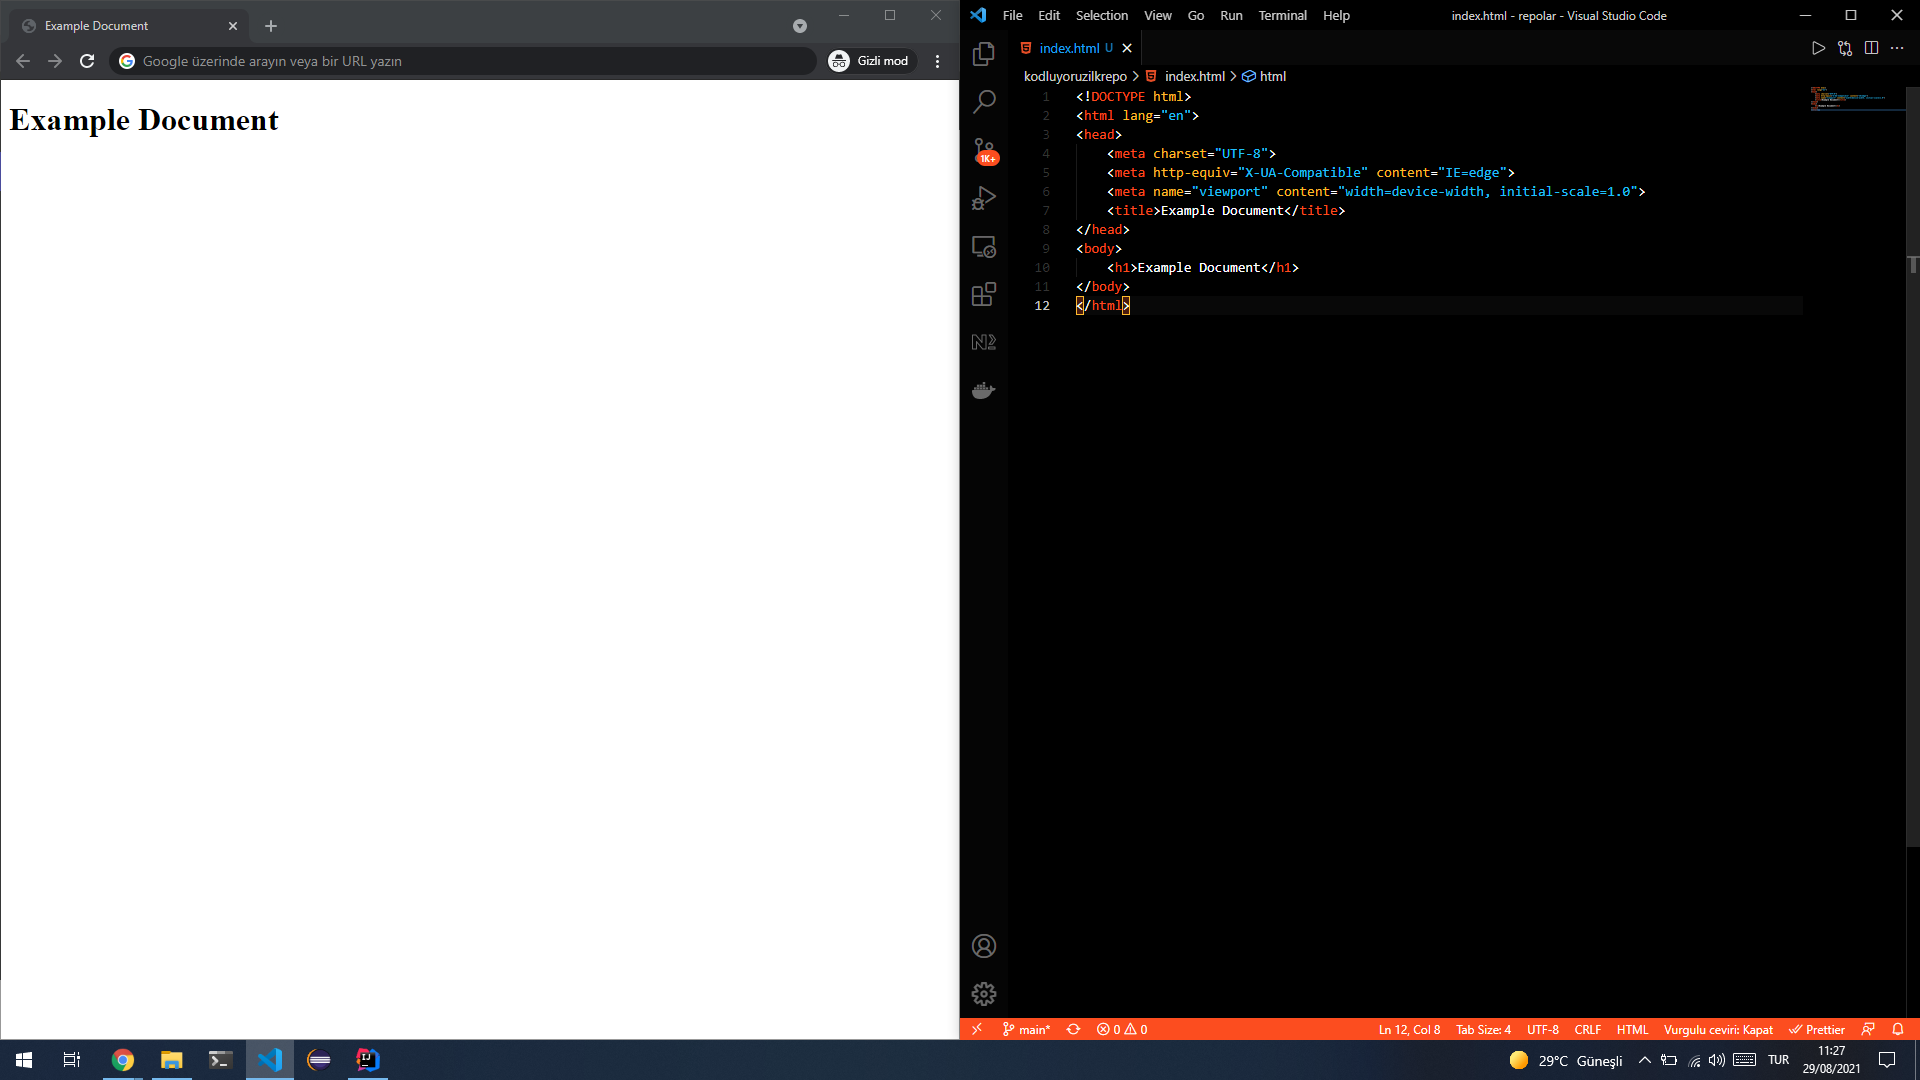 Example Document
Google üzerinde arayın veya bir URL yazın
Gizli mod
Example Document
File Edit Selection View Go Run Terminal Help
index.html - repolar - Visual Studio Code
index.html U
kodluyoruzilkrepo > index.html > html
1 <!DOCTYPE html>
2 <html lang="en">
3 <head>
4 <meta charset="UTF-8">
5 <meta http-equiv="X-UA-Compatible" content="IE=edge">
6 <meta name="viewport" content="width=device-width, initial-scale=1.0">
7 <title>Example Document</title>
8 </head>
9 <body>
10 <h1>Example Document</h1>
11 </body>
12 </html>
1K+
main* 0 0 Ln 12, Col 8 Tab Size: 4 UTF-8 CRLF HTML Vurgulu ceviri: Kapat Prettier
29°C Güneşli TUR
11:27
29/08/2021